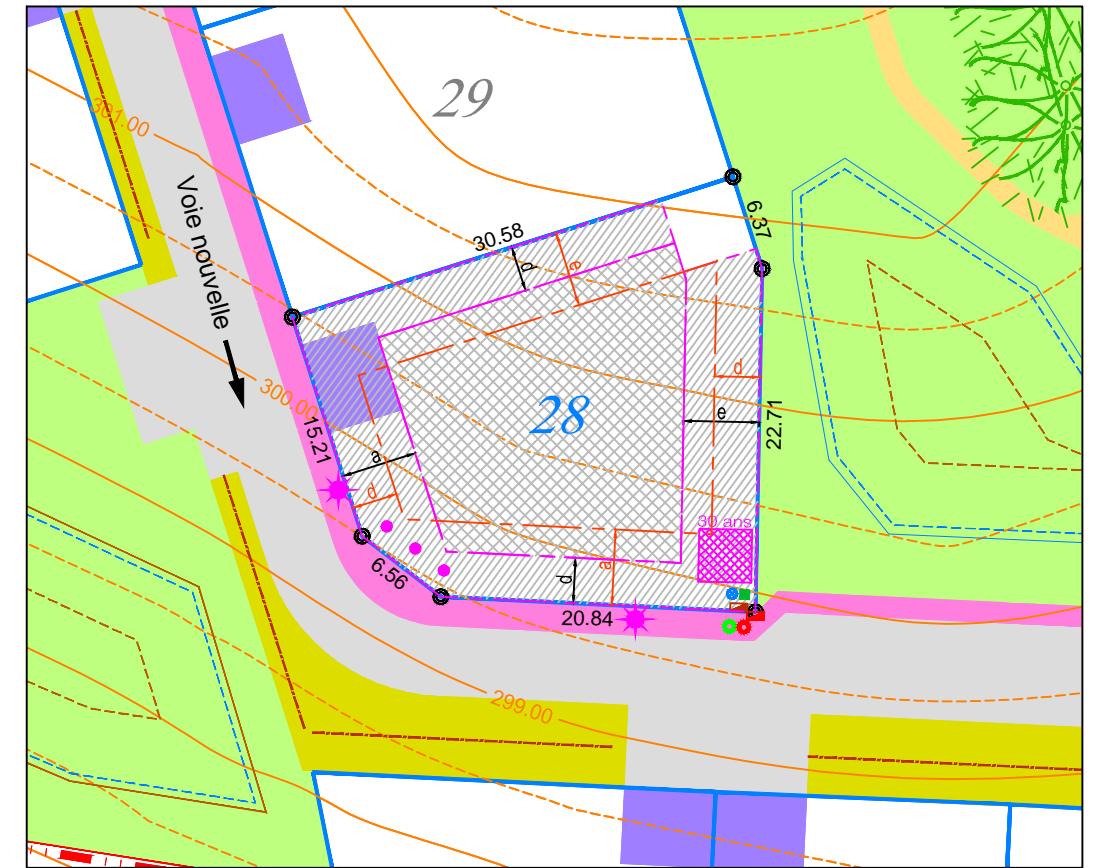 29
301.00
Voie nouvelle
6.37
30.58
d
e
d
300.00
28
e
22.71
15.21
a
d
30 ans
6.56
d
a
20.84
299.00